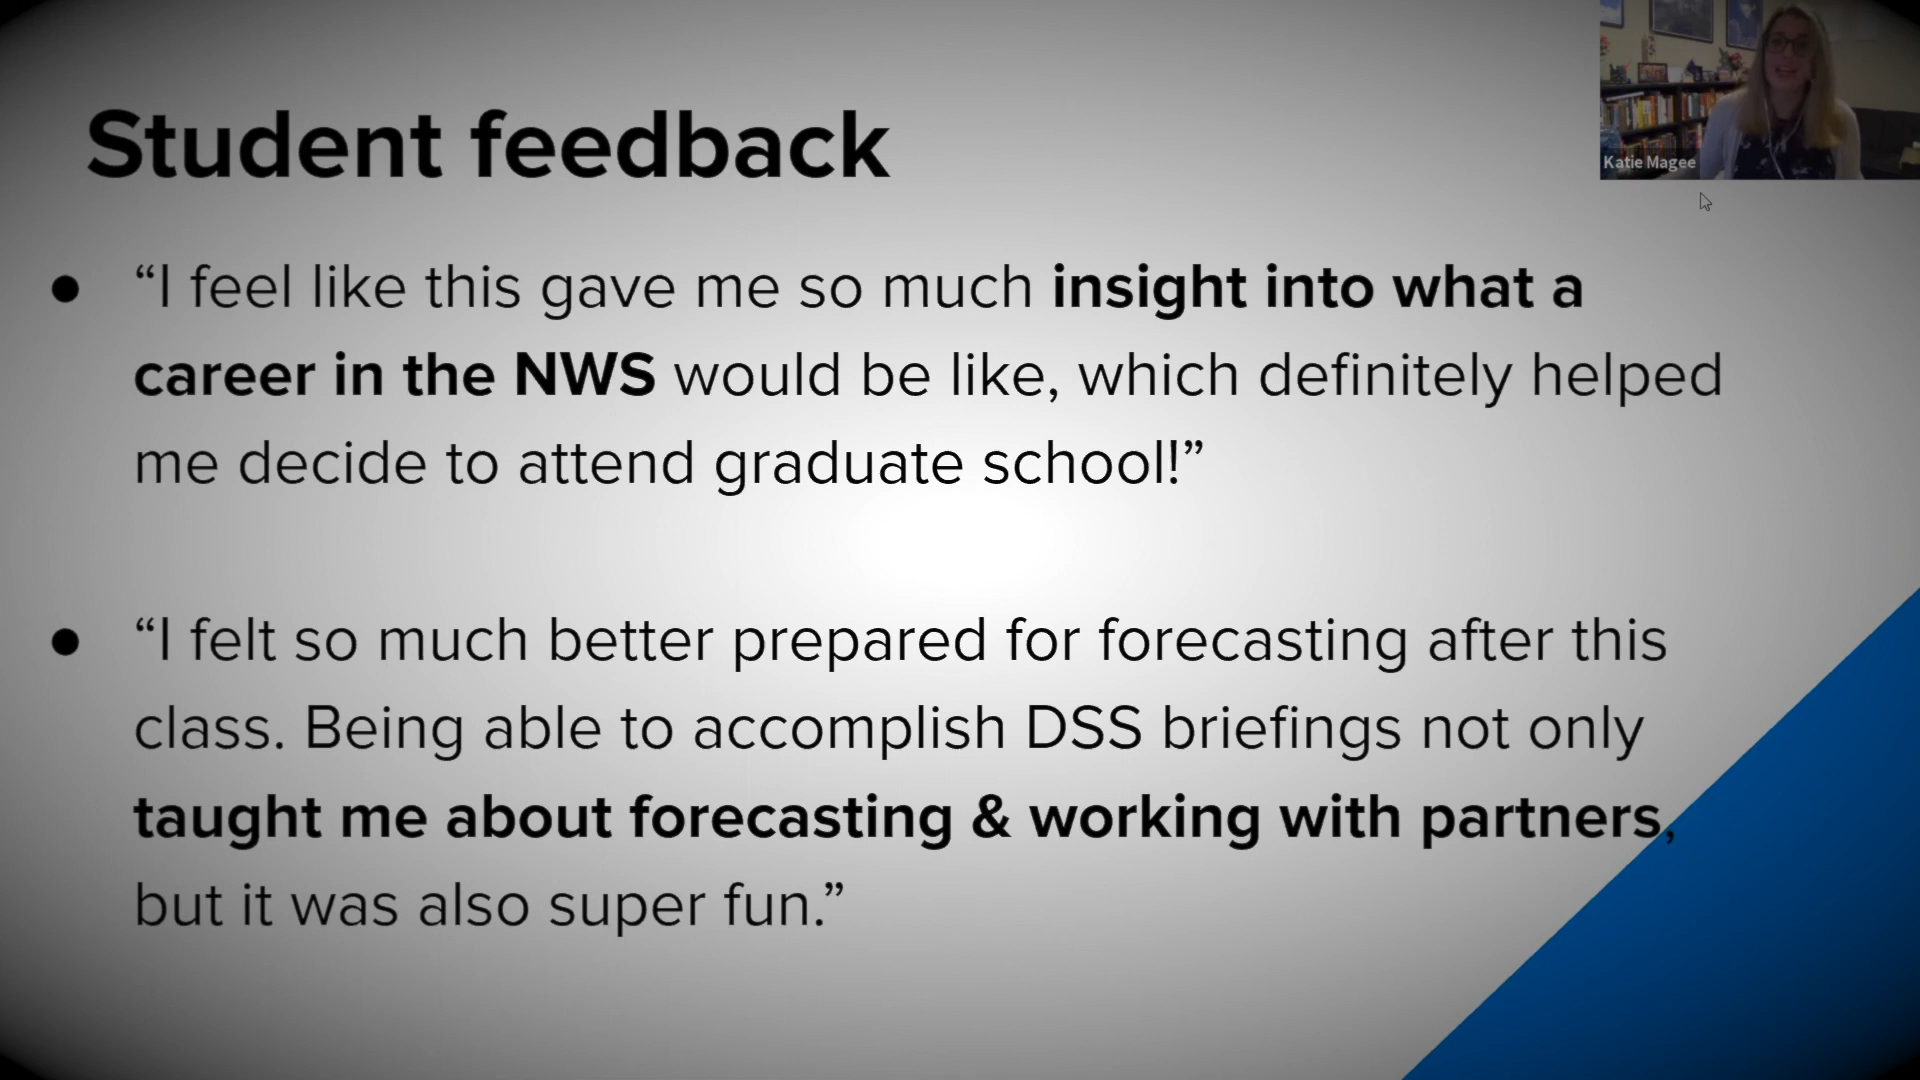 Katie Magee
Student feedback
● “I feel like this gave me so much insight into what a
career in the NWS would be like, which definitely helped
me decide to attend graduate school!”
● “I felt so much better prepared for forecasting after this
class. Being able to accomplish DSS briefings not only
taught me about forecasting & working with partners,
but it was also super fun.”